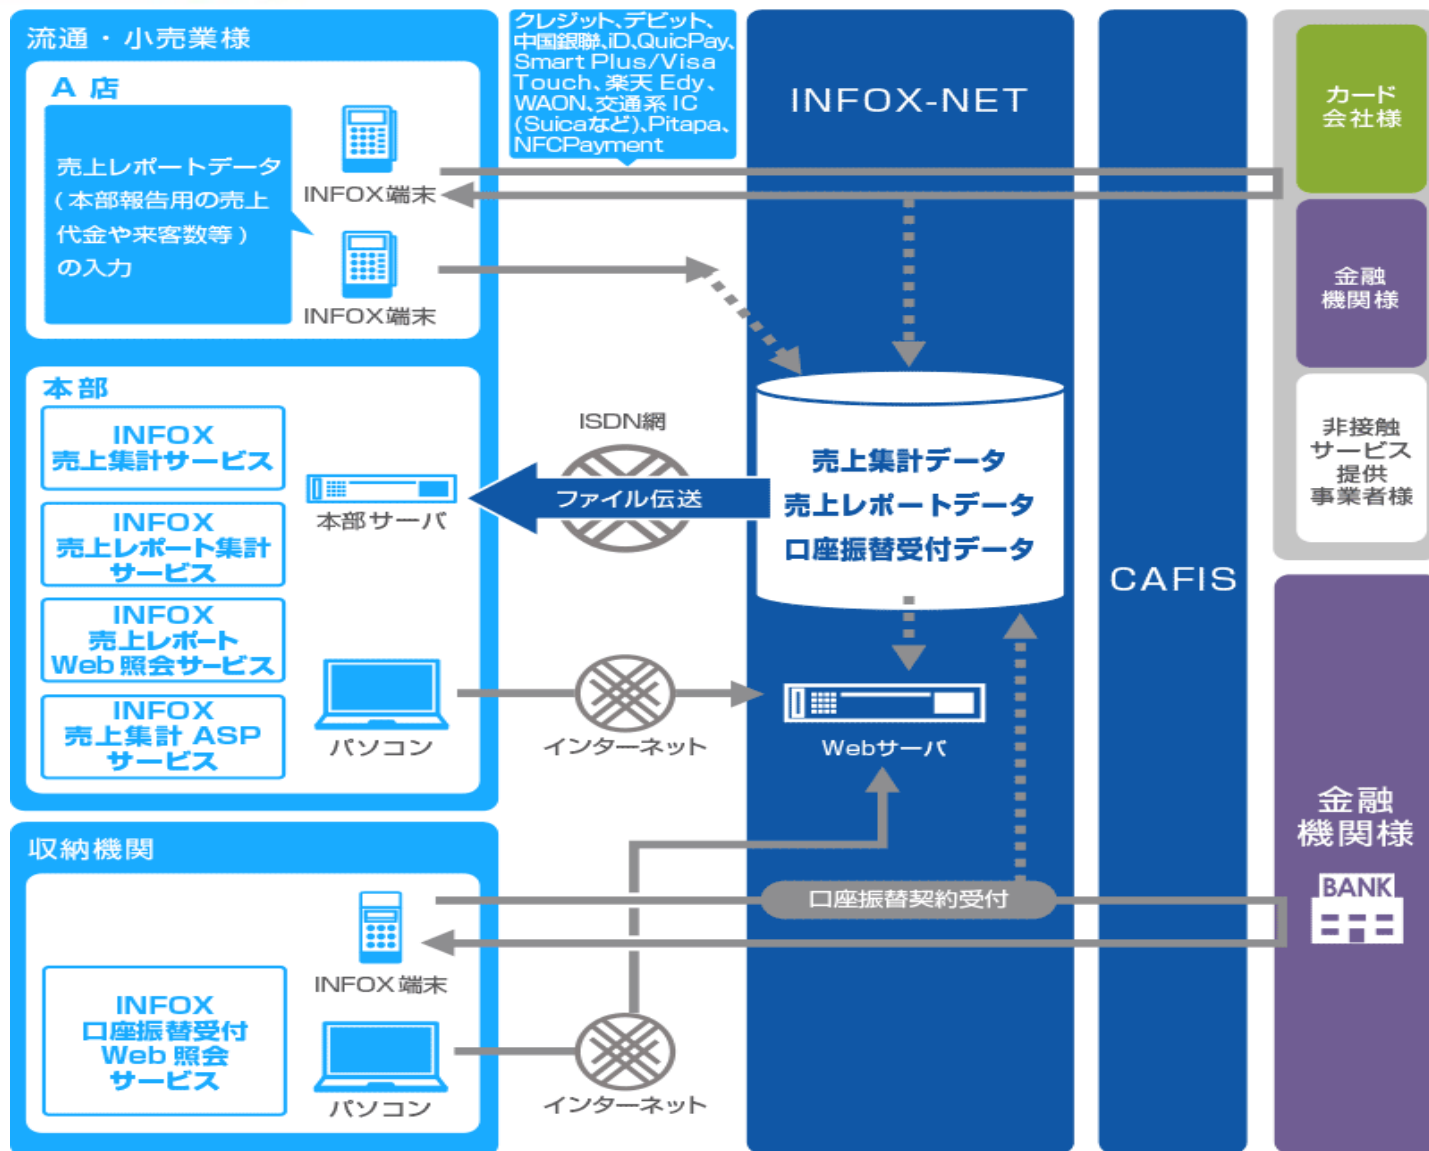 流通・小売業様
A 店
売上レポートデータ
(本部報告用の売上
代金や来客数等)
の入力
INFOX端末
INFOX端末
クレジット、デビット、
中国銀聯、iD、QuicPay、
Smart Plus/Visa
Touch、楽天 Edy、
WAON、交通系 IC
(Suicaなど)、Pitapa、
NFCPayment
INFOX-NET
CAFIS
カード
会社様
金融
機関様
非接触
サービス
提供
事業者様
本部
INFOX
売上集計サービス
INFOX
売上レポート集計
サービス
INFOX
売上レポート
Web 照会サービス
INFOX
売上集計 ASP
サービス
本部サーバ
パソコン
ISDN網
ファイル伝送
インターネット
売上集計データ
売上レポートデータ
口座振替受付データ
Webサーバ
収納機関
INFOX端末
INFOX
口座振替受付
Web 照会
サービス
パソコン
インターネット
口座振替契約受付
金融
機関様
BANK